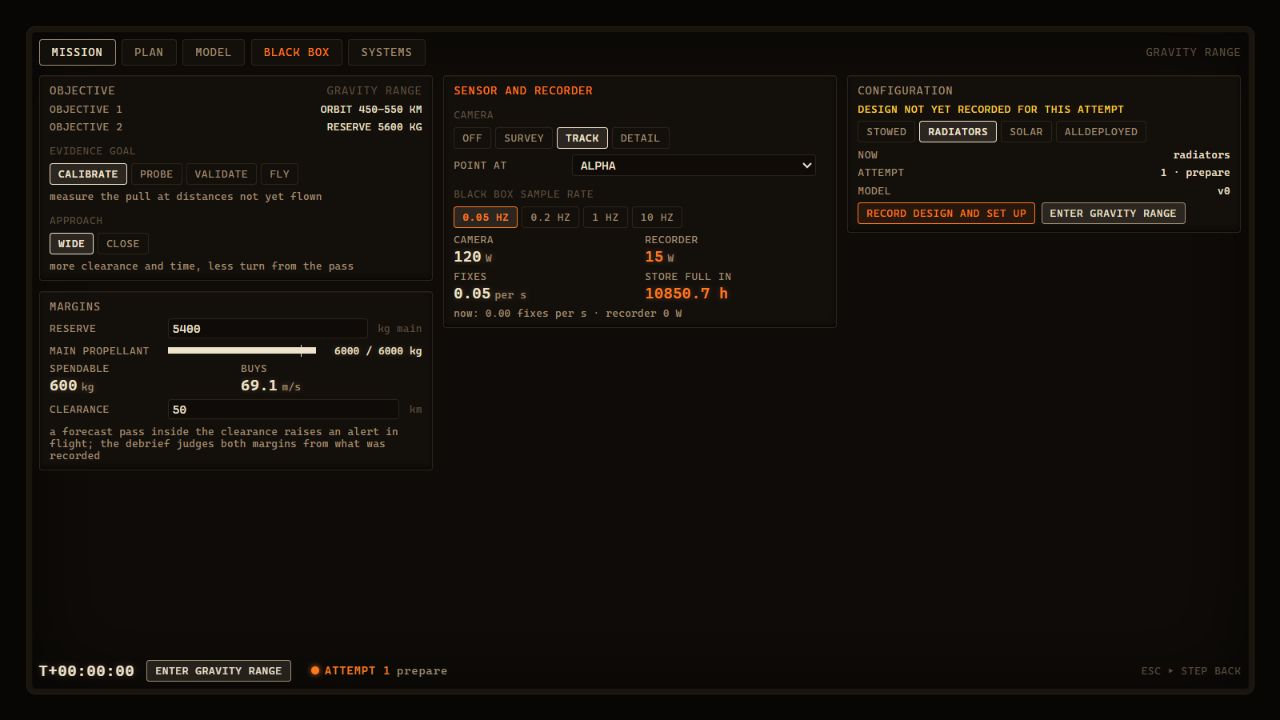 MISSION PLAN MODEL BLACK BOX SYSTEMS GRAVITY RANGE
OBJECTIVE GRAVITY RANGE
OBJECTIVE 1 ORBIT 450–550 KM
OBJECTIVE 2 RESERVE 5600 KG
EVIDENCE GOAL
CALIBRATE PROBE VALIDATE FLY
measure the pull at distances not yet flown
APPROACH
WIDE CLOSE
more clearance and time, less turn from the pass
MARGINS
RESERVE 5400 kg main
MAIN PROPELLANT 6000 / 6000 kg
SPENDABLE BUYS
600 kg 69.1 m/s
CLEARANCE 50 km
a forecast pass inside the clearance raises an alert in
flight; the debrief judges both margins from what was
recorded
SENSOR AND RECORDER
CAMERA
OFF SURVEY TRACK DETAIL
POINT AT ALPHA
BLACK BOX SAMPLE RATE
0.05 HZ 0.2 HZ 1 HZ 10 HZ
CAMERA RECORDER
120 W 15 W
FIXES STORE FULL IN
0.05 per s 10850.7 h
now: 0.00 fixes per s · recorder 0 W
CONFIGURATION
DESIGN NOT YET RECORDED FOR THIS ATTEMPT
STOWED RADIATORS SOLAR ALLDEPLOYED
NOW radiators
ATTEMPT 1 · prepare
MODEL v0
RECORD DESIGN AND SET UP ENTER GRAVITY RANGE
T+00:00:00 ENTER GRAVITY RANGE ATTEMPT 1 prepare ESC ▸ STEP BACK